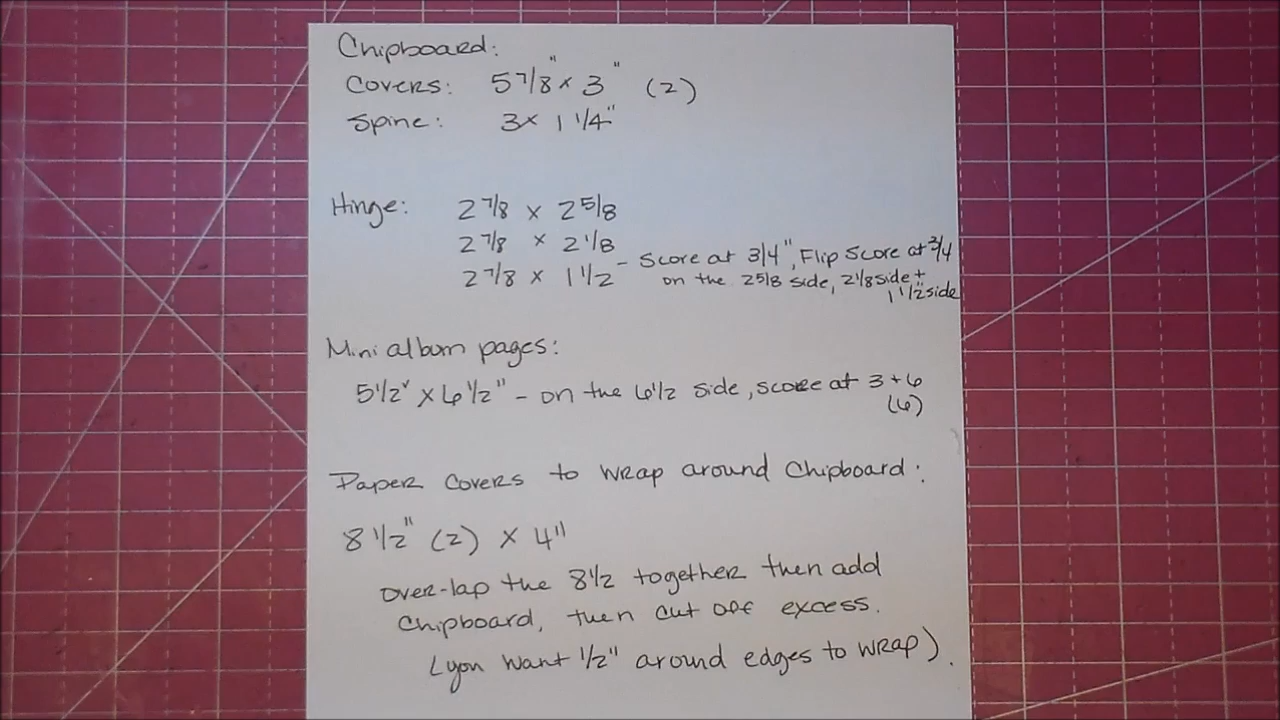 Chipboard:
Covers: 5 7/8" x 3" (2)
Spine: 3 x 1 1/4"
Hinge: 2 7/8 x 2 5/8
2 7/8 x 2 1/8
2 7/8 x 1 1/2 - Score at 3/4", Flip Score at 3/4
on the 2 5/8 side, 2 1/8 side +
1 1/2" side
Mini album pages:
5 1/2" x 6 1/2" - on the 6 1/2 side, score at 3 + 6
(6)
Paper Covers to wrap around Chipboard:
8 1/2" (2) x 4"
over-lap the 8 1/2 together then add
Chipboard, then cut off excess.
(you want 1/2" around edges to wrap).